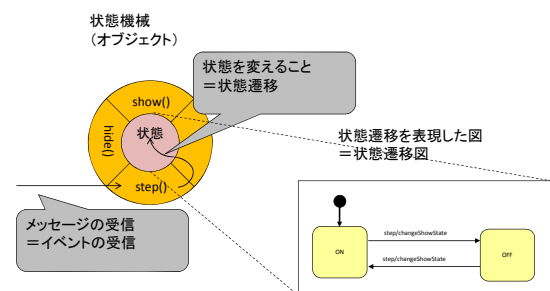 状態機械
(オブジェクト)
状態を変えること
＝状態遷移
show()
hide()
状態
step()
状態遷移を表現した図
＝状態遷移図
メッセージの受信
＝イベントの受信
step/changeShowState
ON
OFF
step/changeShowState